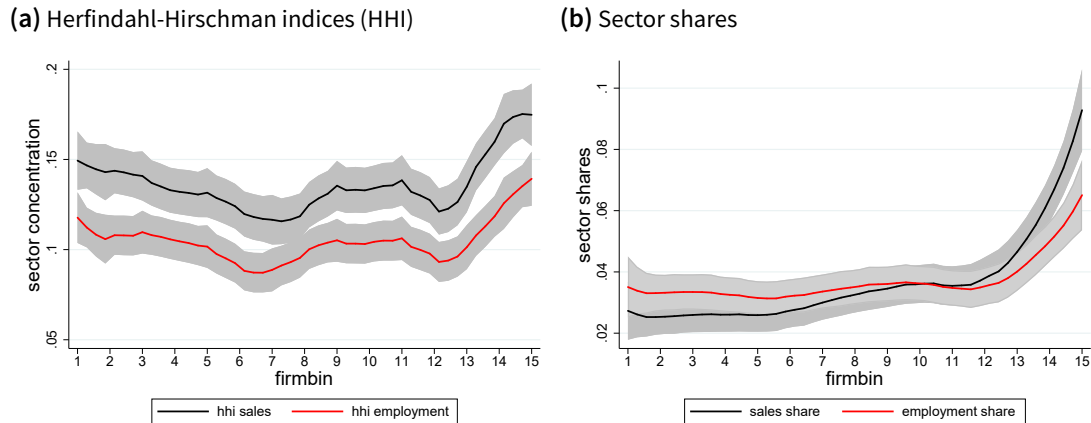 (a) Herfindahl-Hirschman indices (HHI)
sector concentration
.2
.15
.1
.05
1 2 3 4 5 6 7 8 9 10 11 12 13 14 15
firmbin
hhi sales hhi employment
(b) Sector shares
sector shares
.1
.08
.06
.04
.02
1 2 3 4 5 6 7 8 9 10 11 12 13 14 15
firmbin
sales share employment share